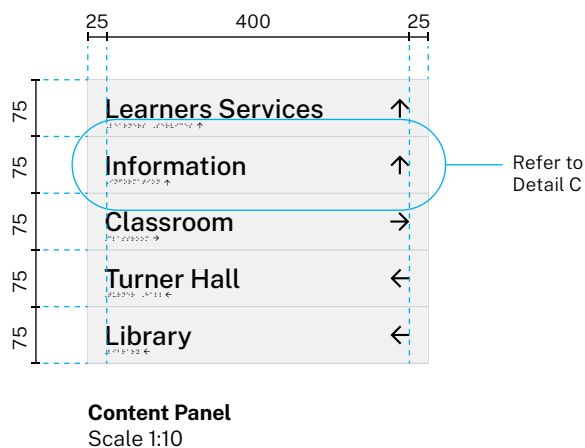 25 400 25
75 Learners Services ↑
75 Information ↑
Refer to
Detail C
75 Classroom →
75 Turner Hall ←
75 Library ←
Content Panel
Scale 1:10